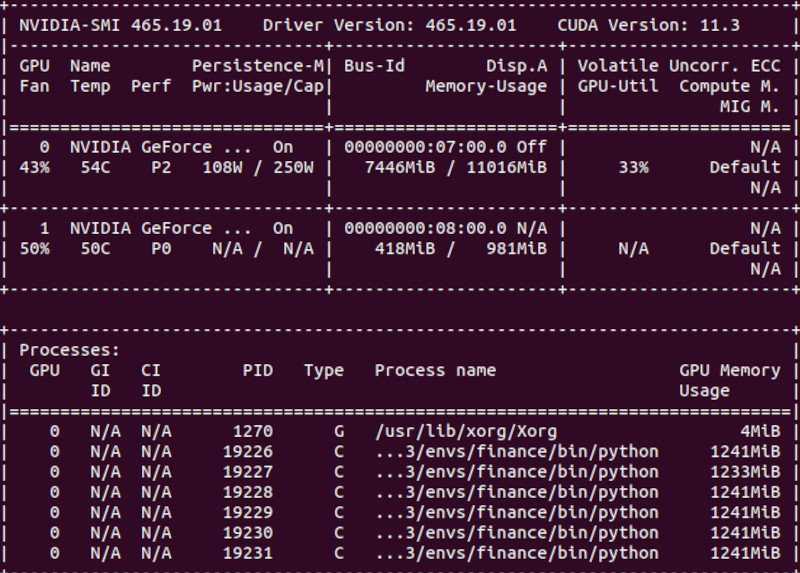 +-----------------------------------------------------------------------------+
| NVIDIA-SMI 465.19.01    Driver Version: 465.19.01    CUDA Version: 11.3     |
|-------------------------------+----------------------+----------------------+
| GPU  Name        Persistence-M| Bus-Id        Disp.A | Volatile Uncorr. ECC |
| Fan  Temp  Perf  Pwr:Usage/Cap|         Memory-Usage | GPU-Util  Compute M. |
|                               |                      |               MIG M. |
|===============================+======================+======================|
|   0  NVIDIA GeForce ...  On   | 00000000:07:00.0 Off |                  N/A |
| 43%   54C    P2   108W / 250W |   7446MiB / 11016MiB |     33%      Default |
|                               |                      |                  N/A |
+-------------------------------+----------------------+----------------------+
|   1  NVIDIA GeForce ...  On   | 00000000:08:00.0 N/A |                  N/A |
| 50%   50C    P0    N/A /  N/A |    418MiB /   981MiB |     N/A      Default |
|                               |                      |                  N/A |
+-------------------------------+----------------------+----------------------+

+-----------------------------------------------------------------------------+
| Processes:                                                                  |
|  GPU   GI   CI        PID   Type   Process name                  GPU Memory |
|        ID   ID                                                   Usage      |
|=============================================================================|
|    0   N/A  N/A      1270      G   /usr/lib/xorg/Xorg                  4MiB |
|    0   N/A  N/A     19226      C   ...3/envs/finance/bin/python     1241MiB |
|    0   N/A  N/A     19227      C   ...3/envs/finance/bin/python     1233MiB |
|    0   N/A  N/A     19228      C   ...3/envs/finance/bin/python     1241MiB |
|    0   N/A  N/A     19229      C   ...3/envs/finance/bin/python     1241MiB |
|    0   N/A  N/A     19230      C   ...3/envs/finance/bin/python     1241MiB |
|    0   N/A  N/A     19231      C   ...3/envs/finance/bin/python     1241MiB |
+-----------------------------------------------------------------------------+